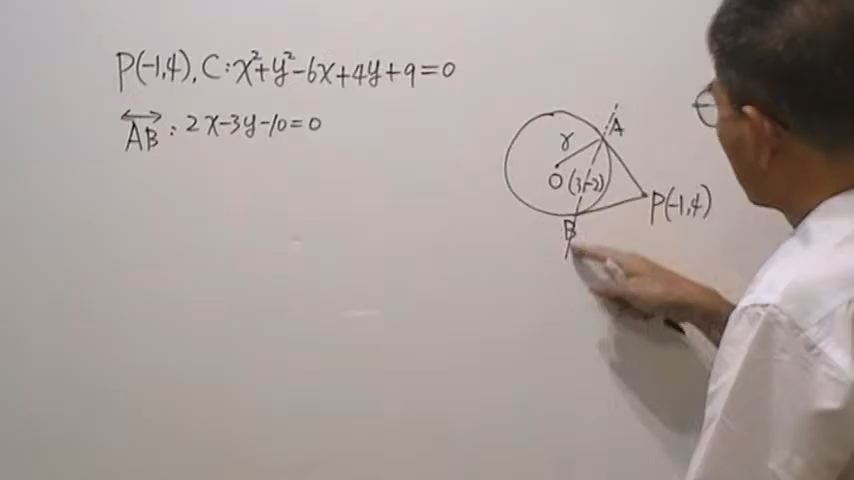 P(-1,4), C: x²+y²-6x+4y+9=0
AB : 2x-3y-10=0
A
r
O(3,-2)
P(-1,4)
B